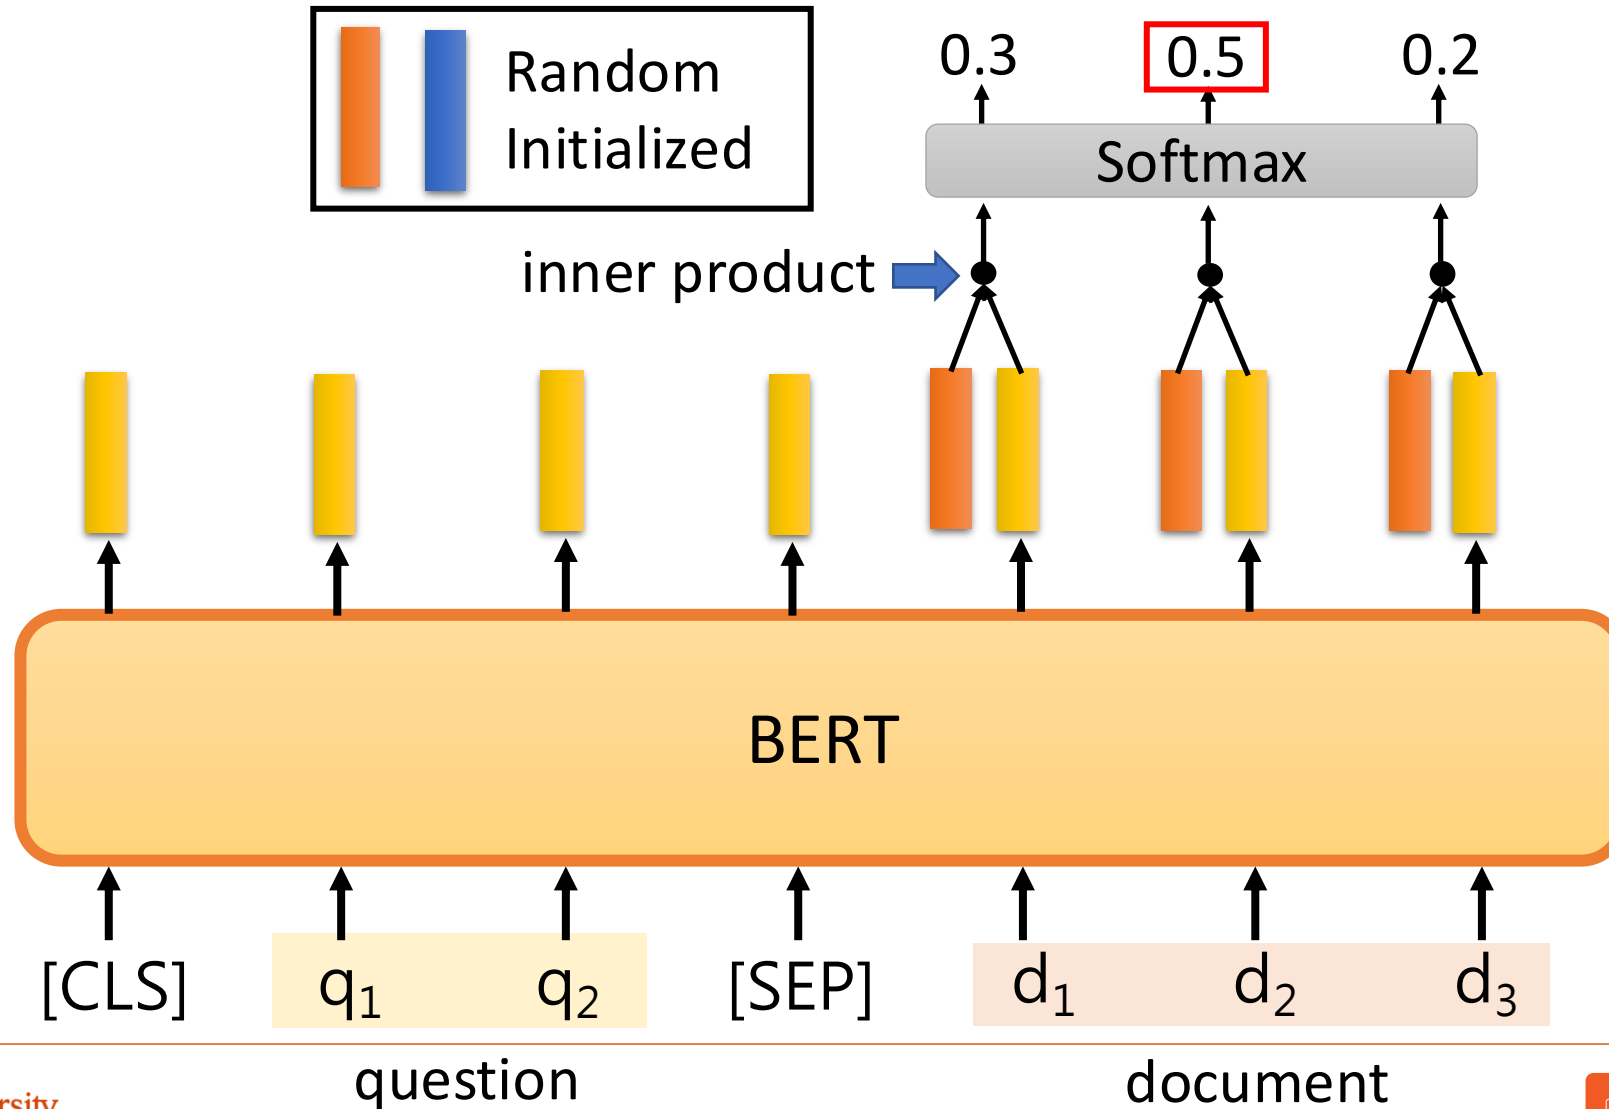 Random
Initialized
0.3 0.5 0.2
Softmax
inner product
BERT
[CLS] q1 q2 [SEP] d1 d2 d3
question document